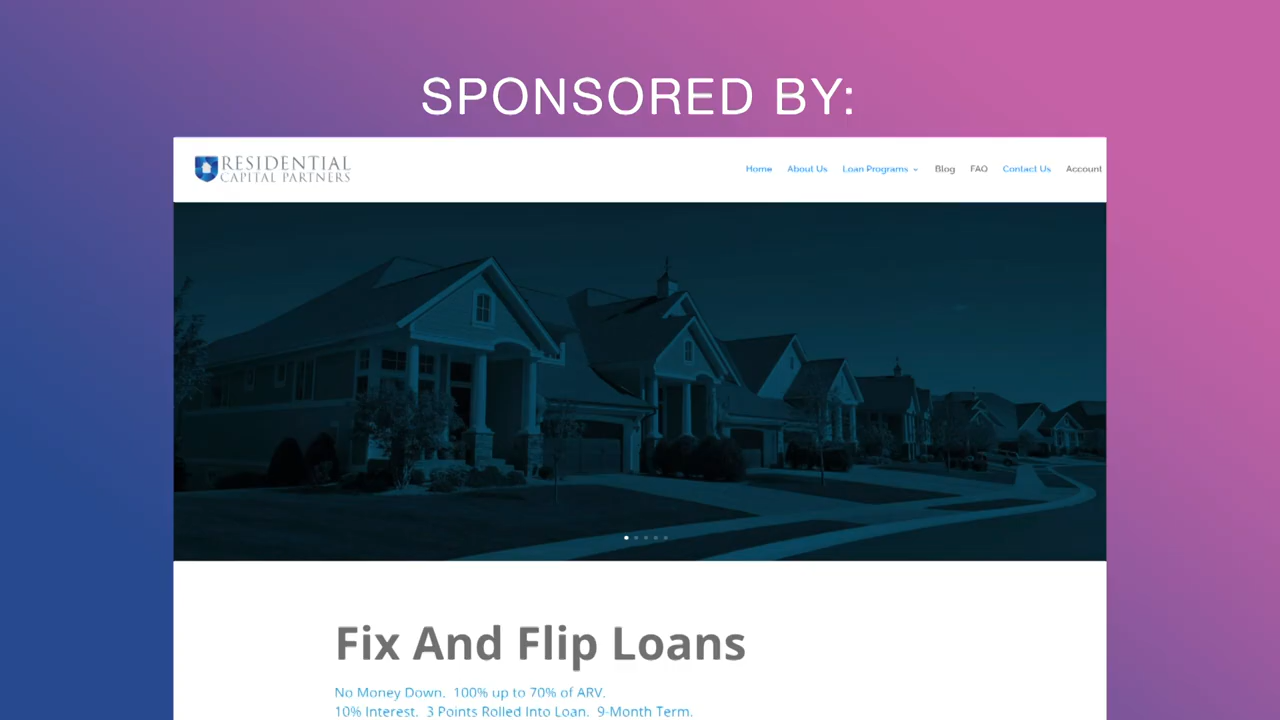 SPONSORED BY:
RESIDENTIAL
CAPITAL PARTNERS
Home About Us Loan Programs Blog FAQ Contact Us Account
Fix And Flip Loans
No Money Down. 100% up to 70% of ARV.
10% Interest. 3 Points Rolled Into Loan. 9-Month Term.